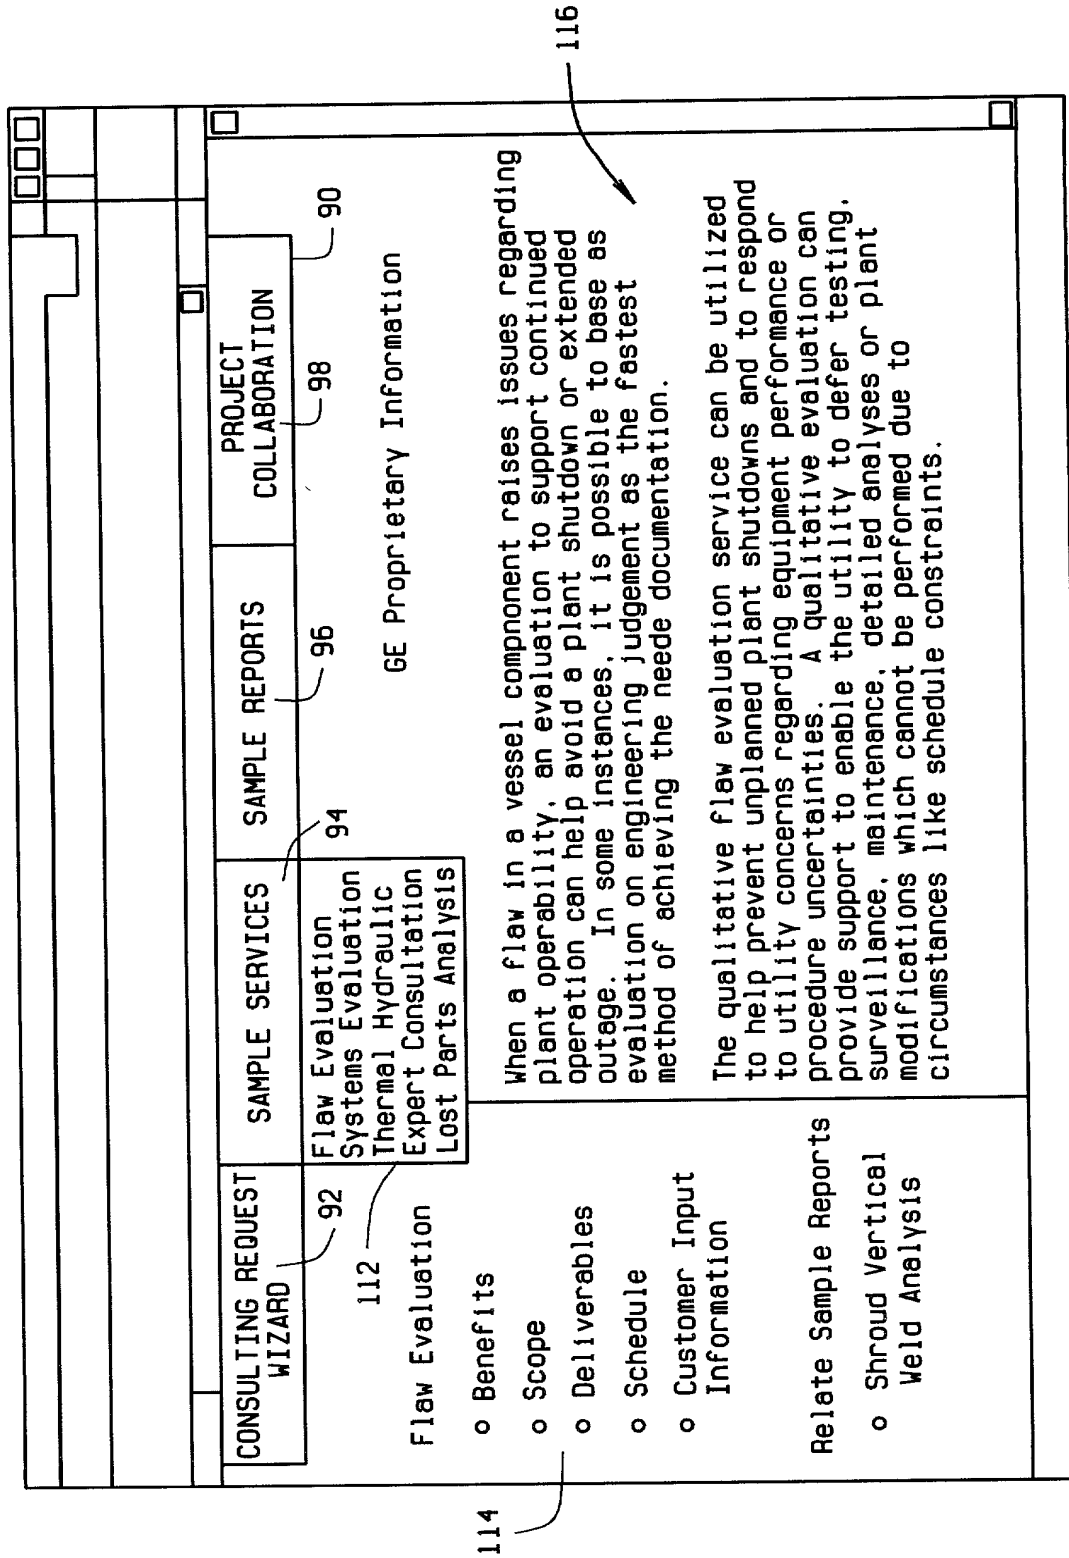 116
PROJECT
COLLABORATION
90
98
SAMPLE REPORTS
96
SAMPLE SERVICES
94
CONSULTING REQUEST
WIZARD
92
GE Proprietary Information
Flaw Evaluation
Systems Evaluation
Thermal Hydraulic
Expert Consultation
Lost Parts Analysis
112
Flaw Evaluation
o Benefits
o Scope
o Deliverables
o Schedule
o Customer Input
Information
114
Relate Sample Reports
o Shroud Vertical
Weld Analysis
When a flaw in a vessel compnonent raises issues regarding
plant operability, an evaluation to support continued
operation can help avoid a plant shutdown or extended
outage. In some instances, it is possible to base as
evaluation on engineering judgement as the fastest
method of achieving the neede documentation.
The qualitative flaw evaluation service can be utilized
to help prevent unplanned plant shutdowns and to respond
to utility concerns regarding equipment performance or
procedure uncertainties. A qualitative evaluation can
provide support to enable the utility to defer testing,
surveillance, maintenance, detailed analyses or plant
modifications which cannot be performed due to
circumstances like schedule constraints.